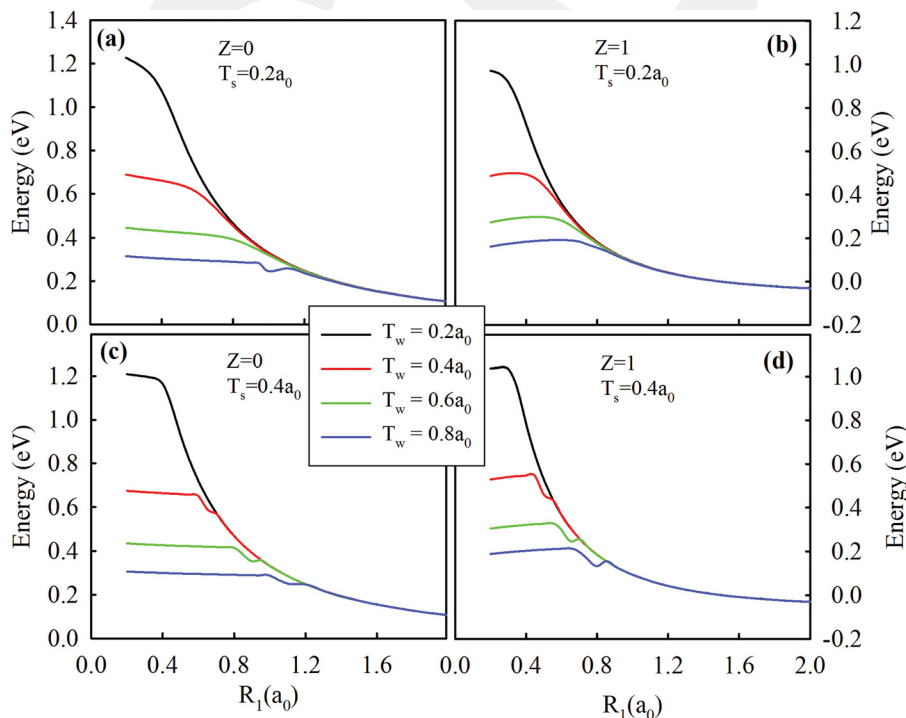 (a)
Z=0
T_s=0.2a_0
Energy (eV)
1.4
1.2
1.0
0.8
0.6
0.4
0.2
0.0
(b)
Z=1
T_s=0.2a_0
Energy (eV)
1.2
1.0
0.8
0.6
0.4
0.2
0.0
-0.2
T_w = 0.2a_0
T_w = 0.4a_0
T_w = 0.6a_0
T_w = 0.8a_0
(c)
Z=0
T_s=0.4a_0
Energy (eV)
1.2
1.0
0.8
0.6
0.4
0.2
0.0
0.0 0.4 0.8 1.2 1.6
R_1(a_0)
(d)
Z=1
T_s=0.4a_0
Energy (eV)
1.0
0.8
0.6
0.4
0.2
0.0
-0.2
0.0 0.4 0.8 1.2 1.6 2.0
R_1(a_0)